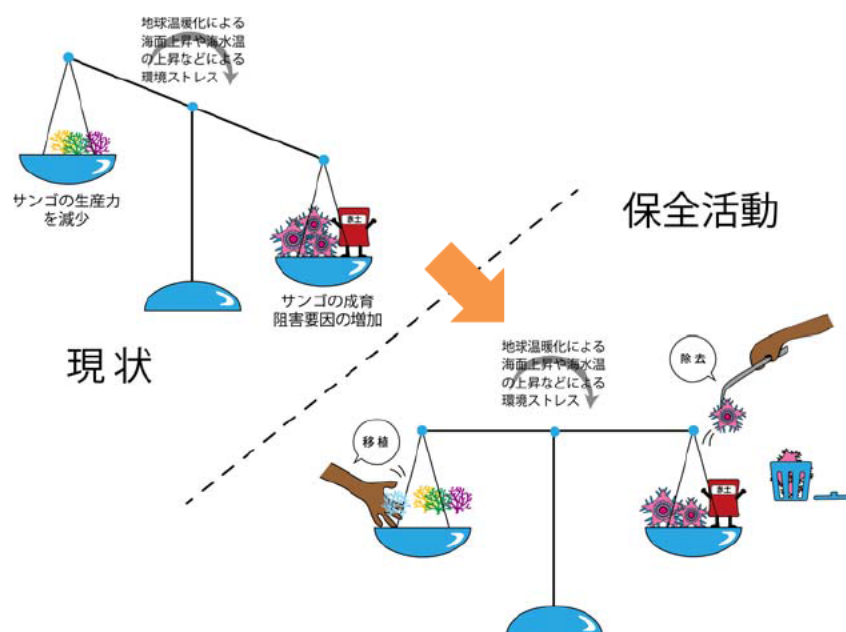 地球温暖化による
海面上昇や海水温
の上昇などによる
環境ストレス
サンゴの生産力
を減少
赤土
サンゴの成育
阻害要因の増加
現状
保全活動
地球温暖化による
海面上昇や海水温
の上昇などによる
環境ストレス
除去
移植
赤土